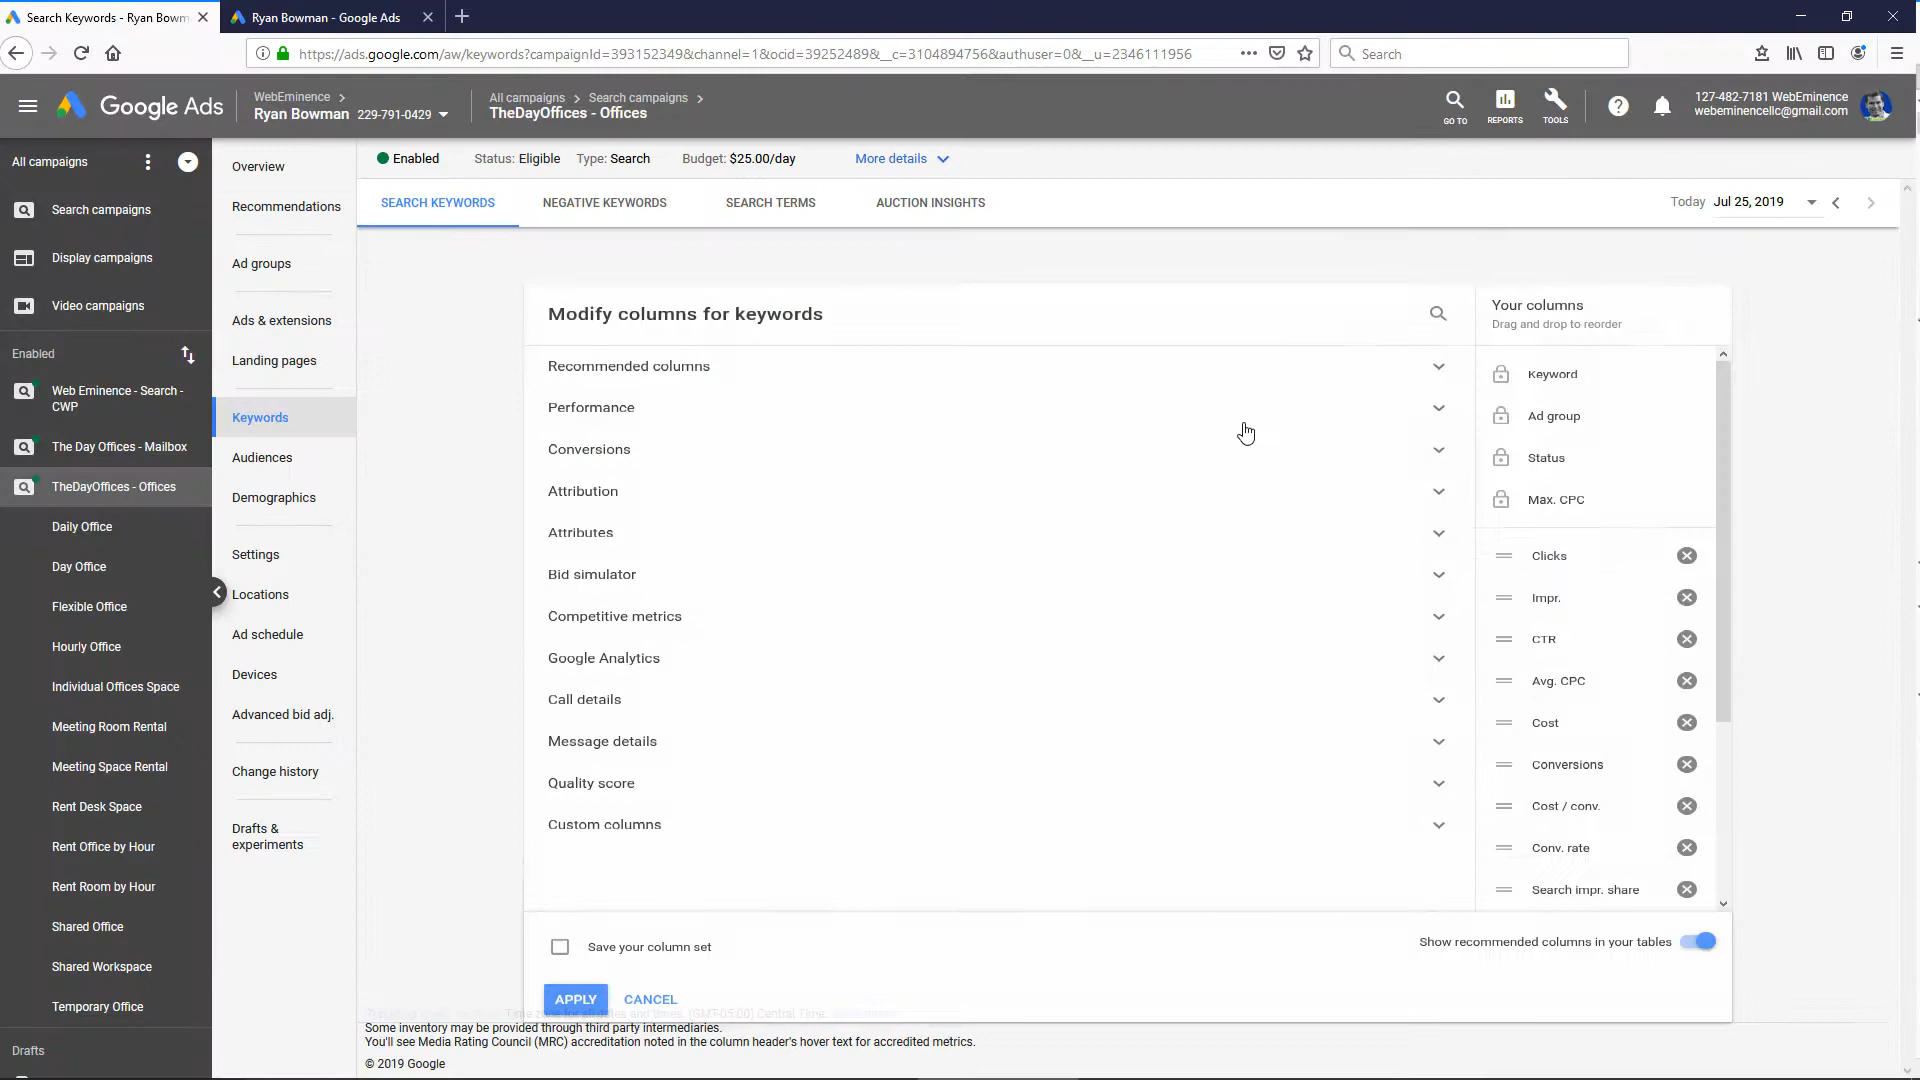 Search Keywords - Ryan Bowm
Ryan Bowman - Google Ads
https://ads.google.com/aw/keywords?campaignId=393152349&channel=1&ocid=39252489&__c=3104894756&authuser=0&__u=2346111956
Search
Google Ads
WebEminence
Ryan Bowman 229-791-0429
All campaigns > Search campaigns >
TheDayOffices - Offices
GO TO
REPORTS
TOOLS
127-482-7181 WebEminence
webeminencellc@gmail.com
All campaigns
Search campaigns
Display campaigns
Video campaigns
Enabled
Web Eminence - Search -
CWP
The Day Offices - Mailbox
TheDayOffices - Offices
Daily Office
Day Office
Flexible Office
Hourly Office
Individual Offices Space
Meeting Room Rental
Meeting Space Rental
Rent Desk Space
Rent Office by Hour
Rent Room by Hour
Shared Office
Shared Workspace
Temporary Office
Drafts
Overview
Recommendations
Ad groups
Ads & extensions
Landing pages
Keywords
Audiences
Demographics
Settings
Locations
Ad schedule
Devices
Advanced bid adj.
Change history
Drafts &
experiments
Enabled Status: Eligible Type: Search Budget: $25.00/day More details
SEARCH KEYWORDS NEGATIVE KEYWORDS SEARCH TERMS AUCTION INSIGHTS
Today Jul 25, 2019
Modify columns for keywords
Recommended columns
Performance
Conversions
Attribution
Attributes
Bid simulator
Competitive metrics
Google Analytics
Call details
Message details
Quality score
Custom columns
Your columns
Drag and drop to reorder
Keyword
Ad group
Status
Max. CPC
Clicks
Impr.
CTR
Avg. CPC
Cost
Conversions
Cost / conv.
Conv. rate
Search impr. share
Save your column set
Show recommended columns in your tables
APPLY CANCEL
Time zone for all dates and times: (GMT-05:00) Central Time.
Some inventory may be provided through third party intermediaries.
You'll see Media Rating Council (MRC) accreditation noted in the column header's hover text for accredited metrics.
© 2019 Google